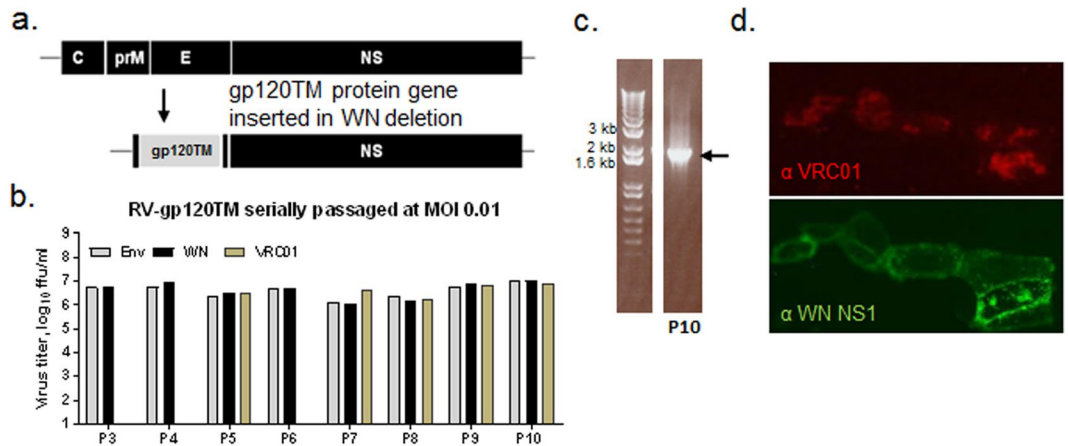 a.
C prM E NS
gp120TM protein gene
inserted in WN deletion
gp120TM NS
b.
RV-gp120TM serially passaged at MOI 0.01
Env WN VRC01
Virus titer, log10 ffu/ml
9
8
7
6
5
4
3
2
1
P3 P4 P5 P6 P7 P8 P9 P10
c.
3 kb
2 kb
1.6 kb
P10
d.
α VRC01
α WN NS1